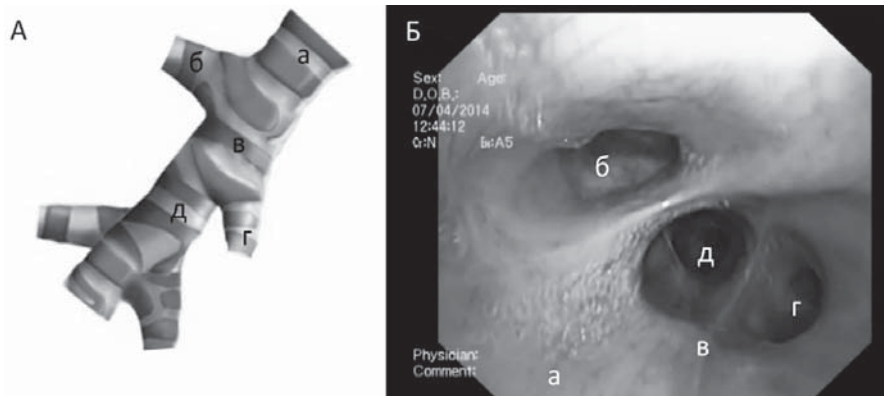 А
а
б
в
д
г
Б
Sex: Age:
D.O.B.:
07/04/2014
12:44:12
б
д
г
в
Physician:
Comment:
а